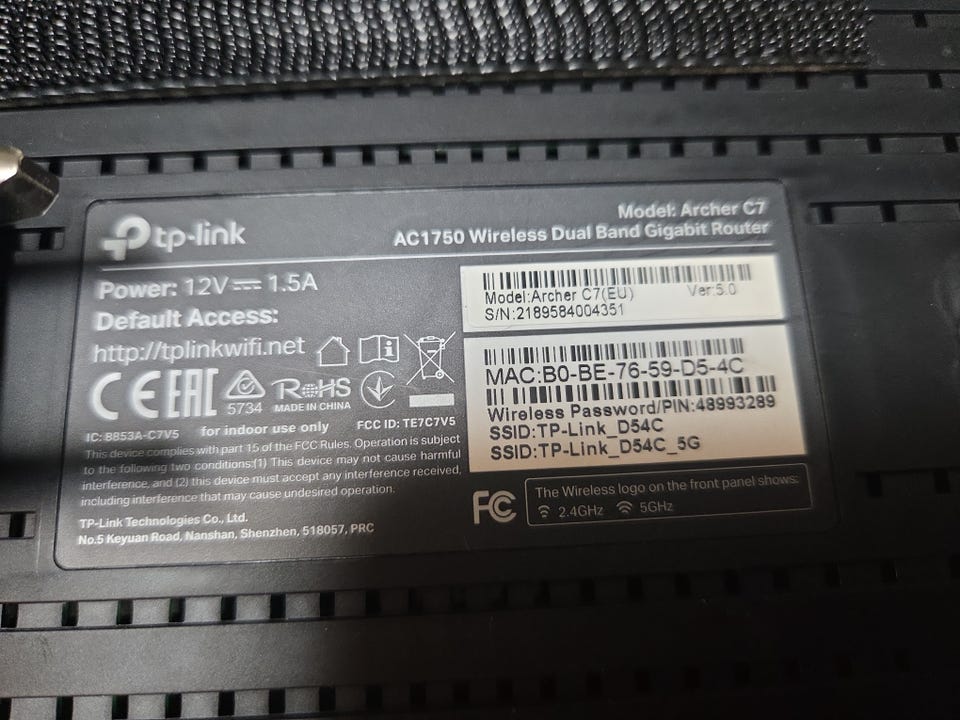 tp-link
Model: Archer C7
AC1750 Wireless Dual Band Gigabit Router
Power: 12V 1.5A
Default Access:
http://tplinkwifi.net
CE EAC 5734 RoHS
MADE IN CHINA
IC: 8853A-C7V5 for indoor use only FCC ID: TE7C7V5
This device complies with part 15 of the FCC Rules. Operation is subject
to the following two conditions:(1) This device may not cause harmful
interference, and (2) this device must accept any interference received,
including interference that may cause undesired operation.
TP-Link Technologies Co., Ltd.
No.5 Keyuan Road, Nanshan, Shenzhen, 518057, PRC
Model:Archer C7(EU) Ver:5.0
S/N:2189584004351
MAC:B0-BE-76-59-D5-4C
Wireless Password/PIN:48993289
SSID:TP-Link_D54C
SSID:TP-Link_D54C_5G
FC
The Wireless logo on the front panel shows:
2.4GHz 5GHz